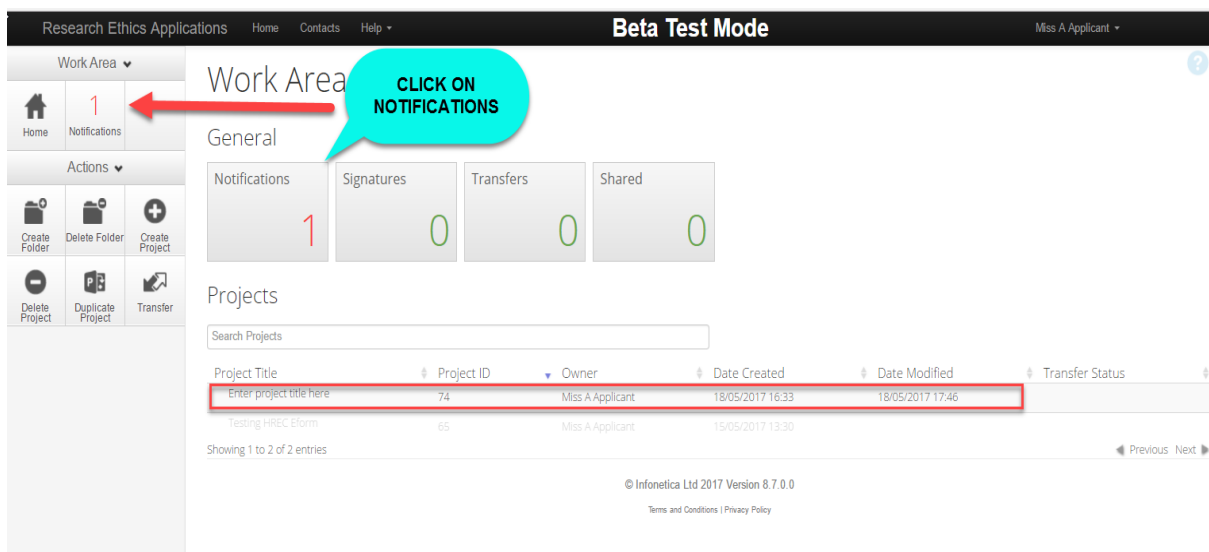 Research Ethics Applications Home Contacts Help Beta Test Mode Miss A Applicant
Work Area
1
Home Notifications
Actions
Create Folder
Delete Folder
Create Project
Delete Project
Duplicate Project
Transfer
Work Area
CLICK ON
NOTIFICATIONS
?
General
Notifications Signatures Transfers Shared
1 0 0 0
Projects
Search Projects
Project Title Project ID Owner Date Created Date Modified Transfer Status
Enter project title here 74 Miss A Applicant 18/05/2017 16:33 18/05/2017 17:46
Testing HREC Eform 65 Miss A Applicant 15/05/2017 13:30
Showing 1 to 2 of 2 entries Previous Next
© Infonetica Ltd 2017 Version 8.7.0.0
Terms and Conditions | Privacy Policy